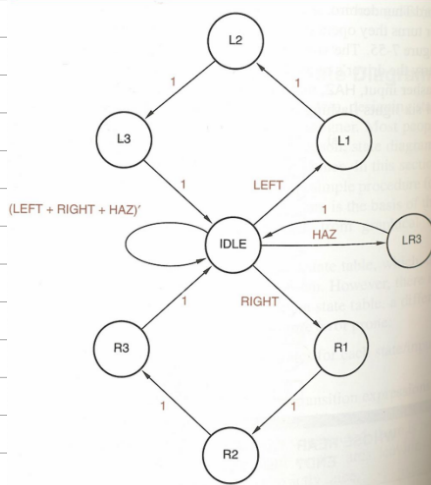 L2
1
1
L3
L1
1
LEFT
(LEFT + RIGHT + HAZ)′
1
IDLE
HAZ
LR3
RIGHT
1
R3
R1
1
1
R2